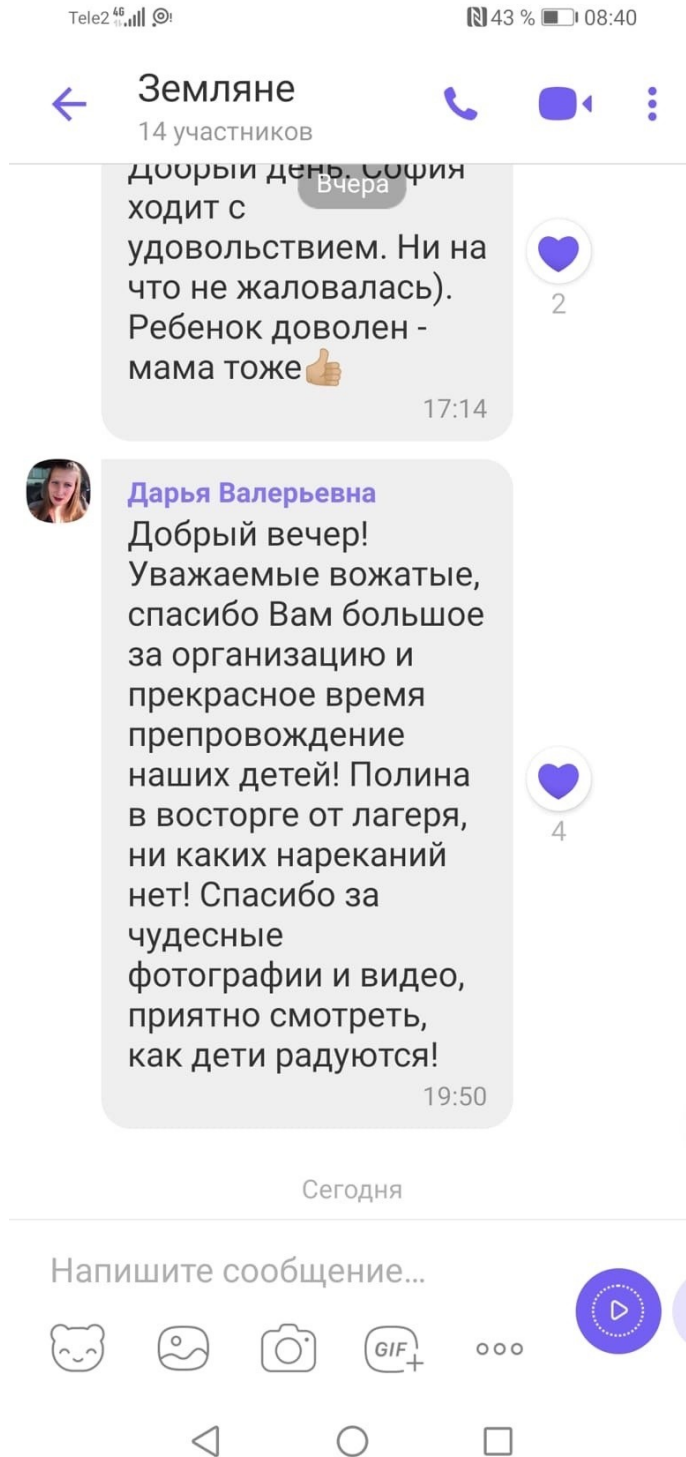 Tele2 4G 43 % 08:40
Земляне
14 участников
Добрый день. София
Вчера
ходит с
удовольствием. Ни на
что не жаловалась).
Ребенок доволен -
мама тоже👍🏼
2
17:14
Дарья Валерьевна
Добрый вечер!
Уважаемые вожатые,
спасибо Вам большое
за организацию и
прекрасное время
препровождение
наших детей! Полина
в восторге от лагеря,
ни каких нареканий
нет! Спасибо за
чудесные
фотографии и видео,
приятно смотреть,
как дети радуются!
4
19:50
Сегодня
Напишите сообщение...
GIF